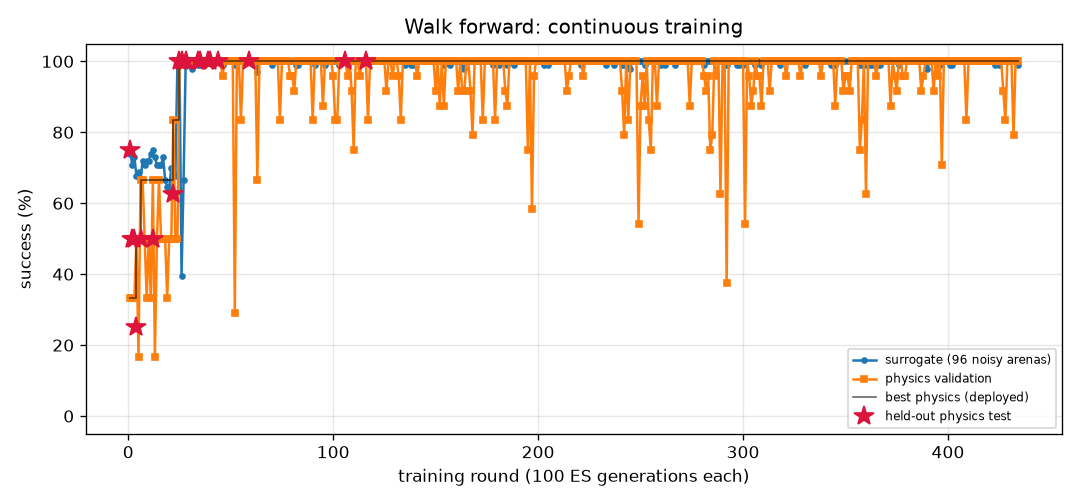 Walk forward: continuous training
success (%)
100
80
60
40
20
0
0 100 200 300 400
training round (100 ES generations each)
surrogate (96 noisy arenas)
physics validation
best physics (deployed)
held-out physics test